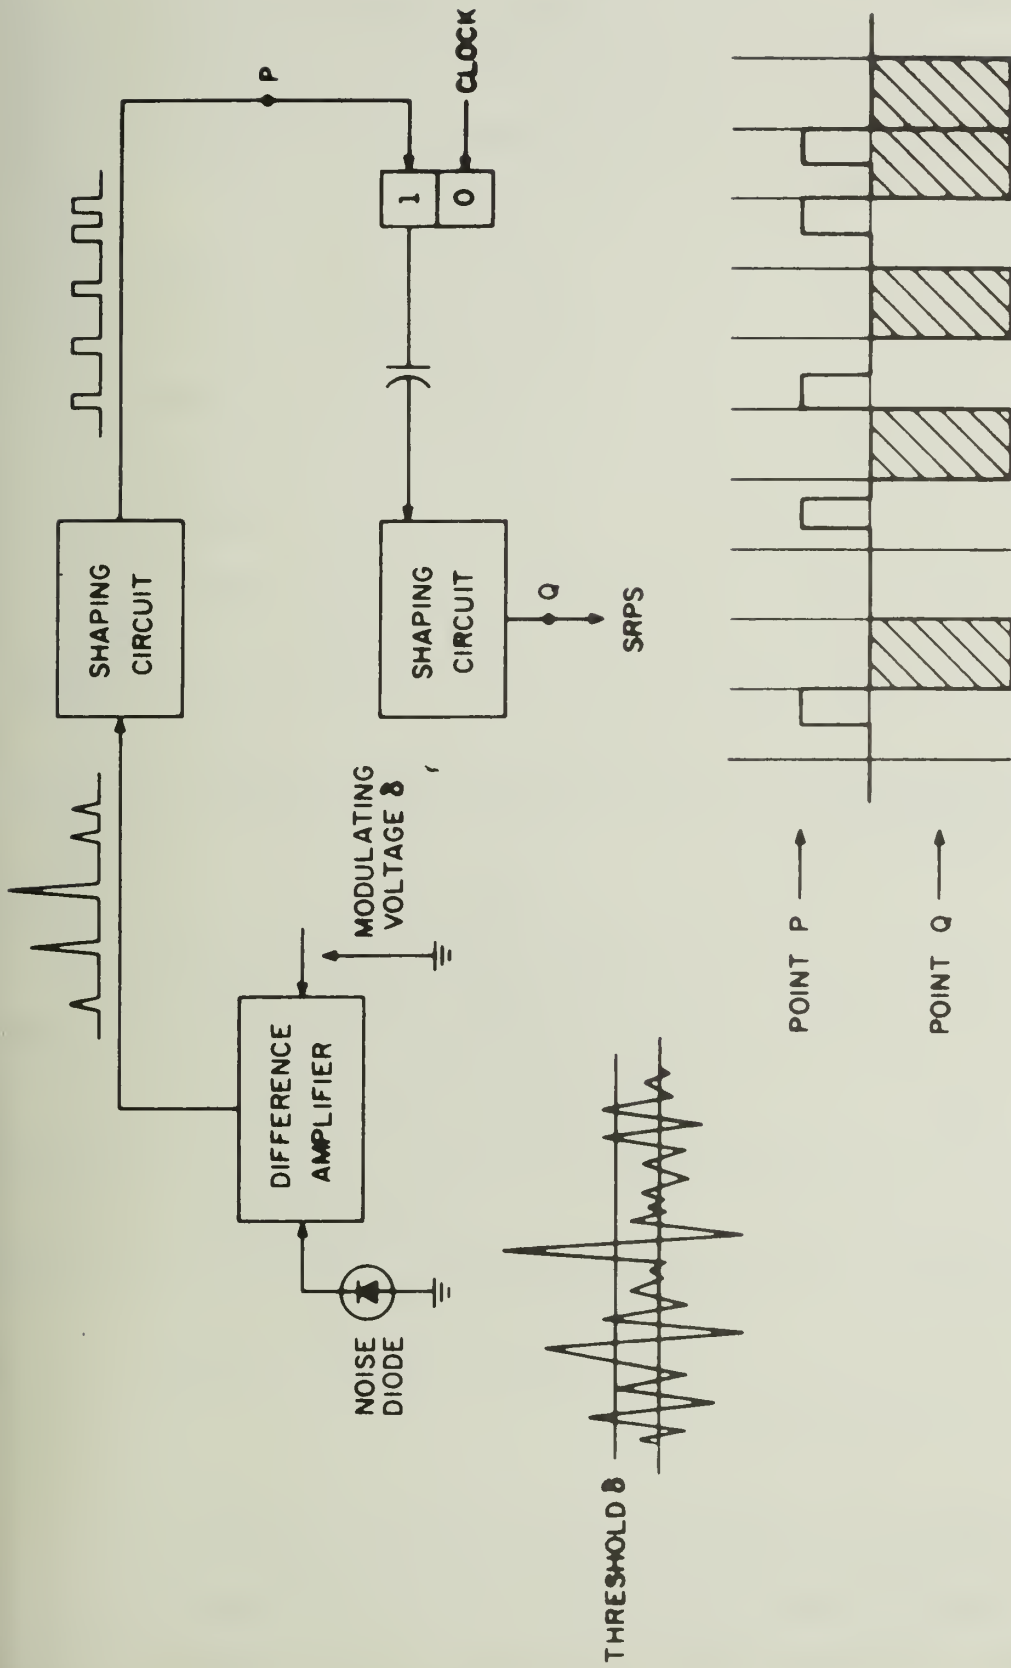 SHAPING
CIRCUIT
P
DIFFERENCE
AMPLIFIER
MODULATING
VOLTAGE δ
NOISE
DIODE
SHAPING
CIRCUIT
1
0
CLOCK
Q
SRPS
THRESHOLD δ
POINT P
POINT Q